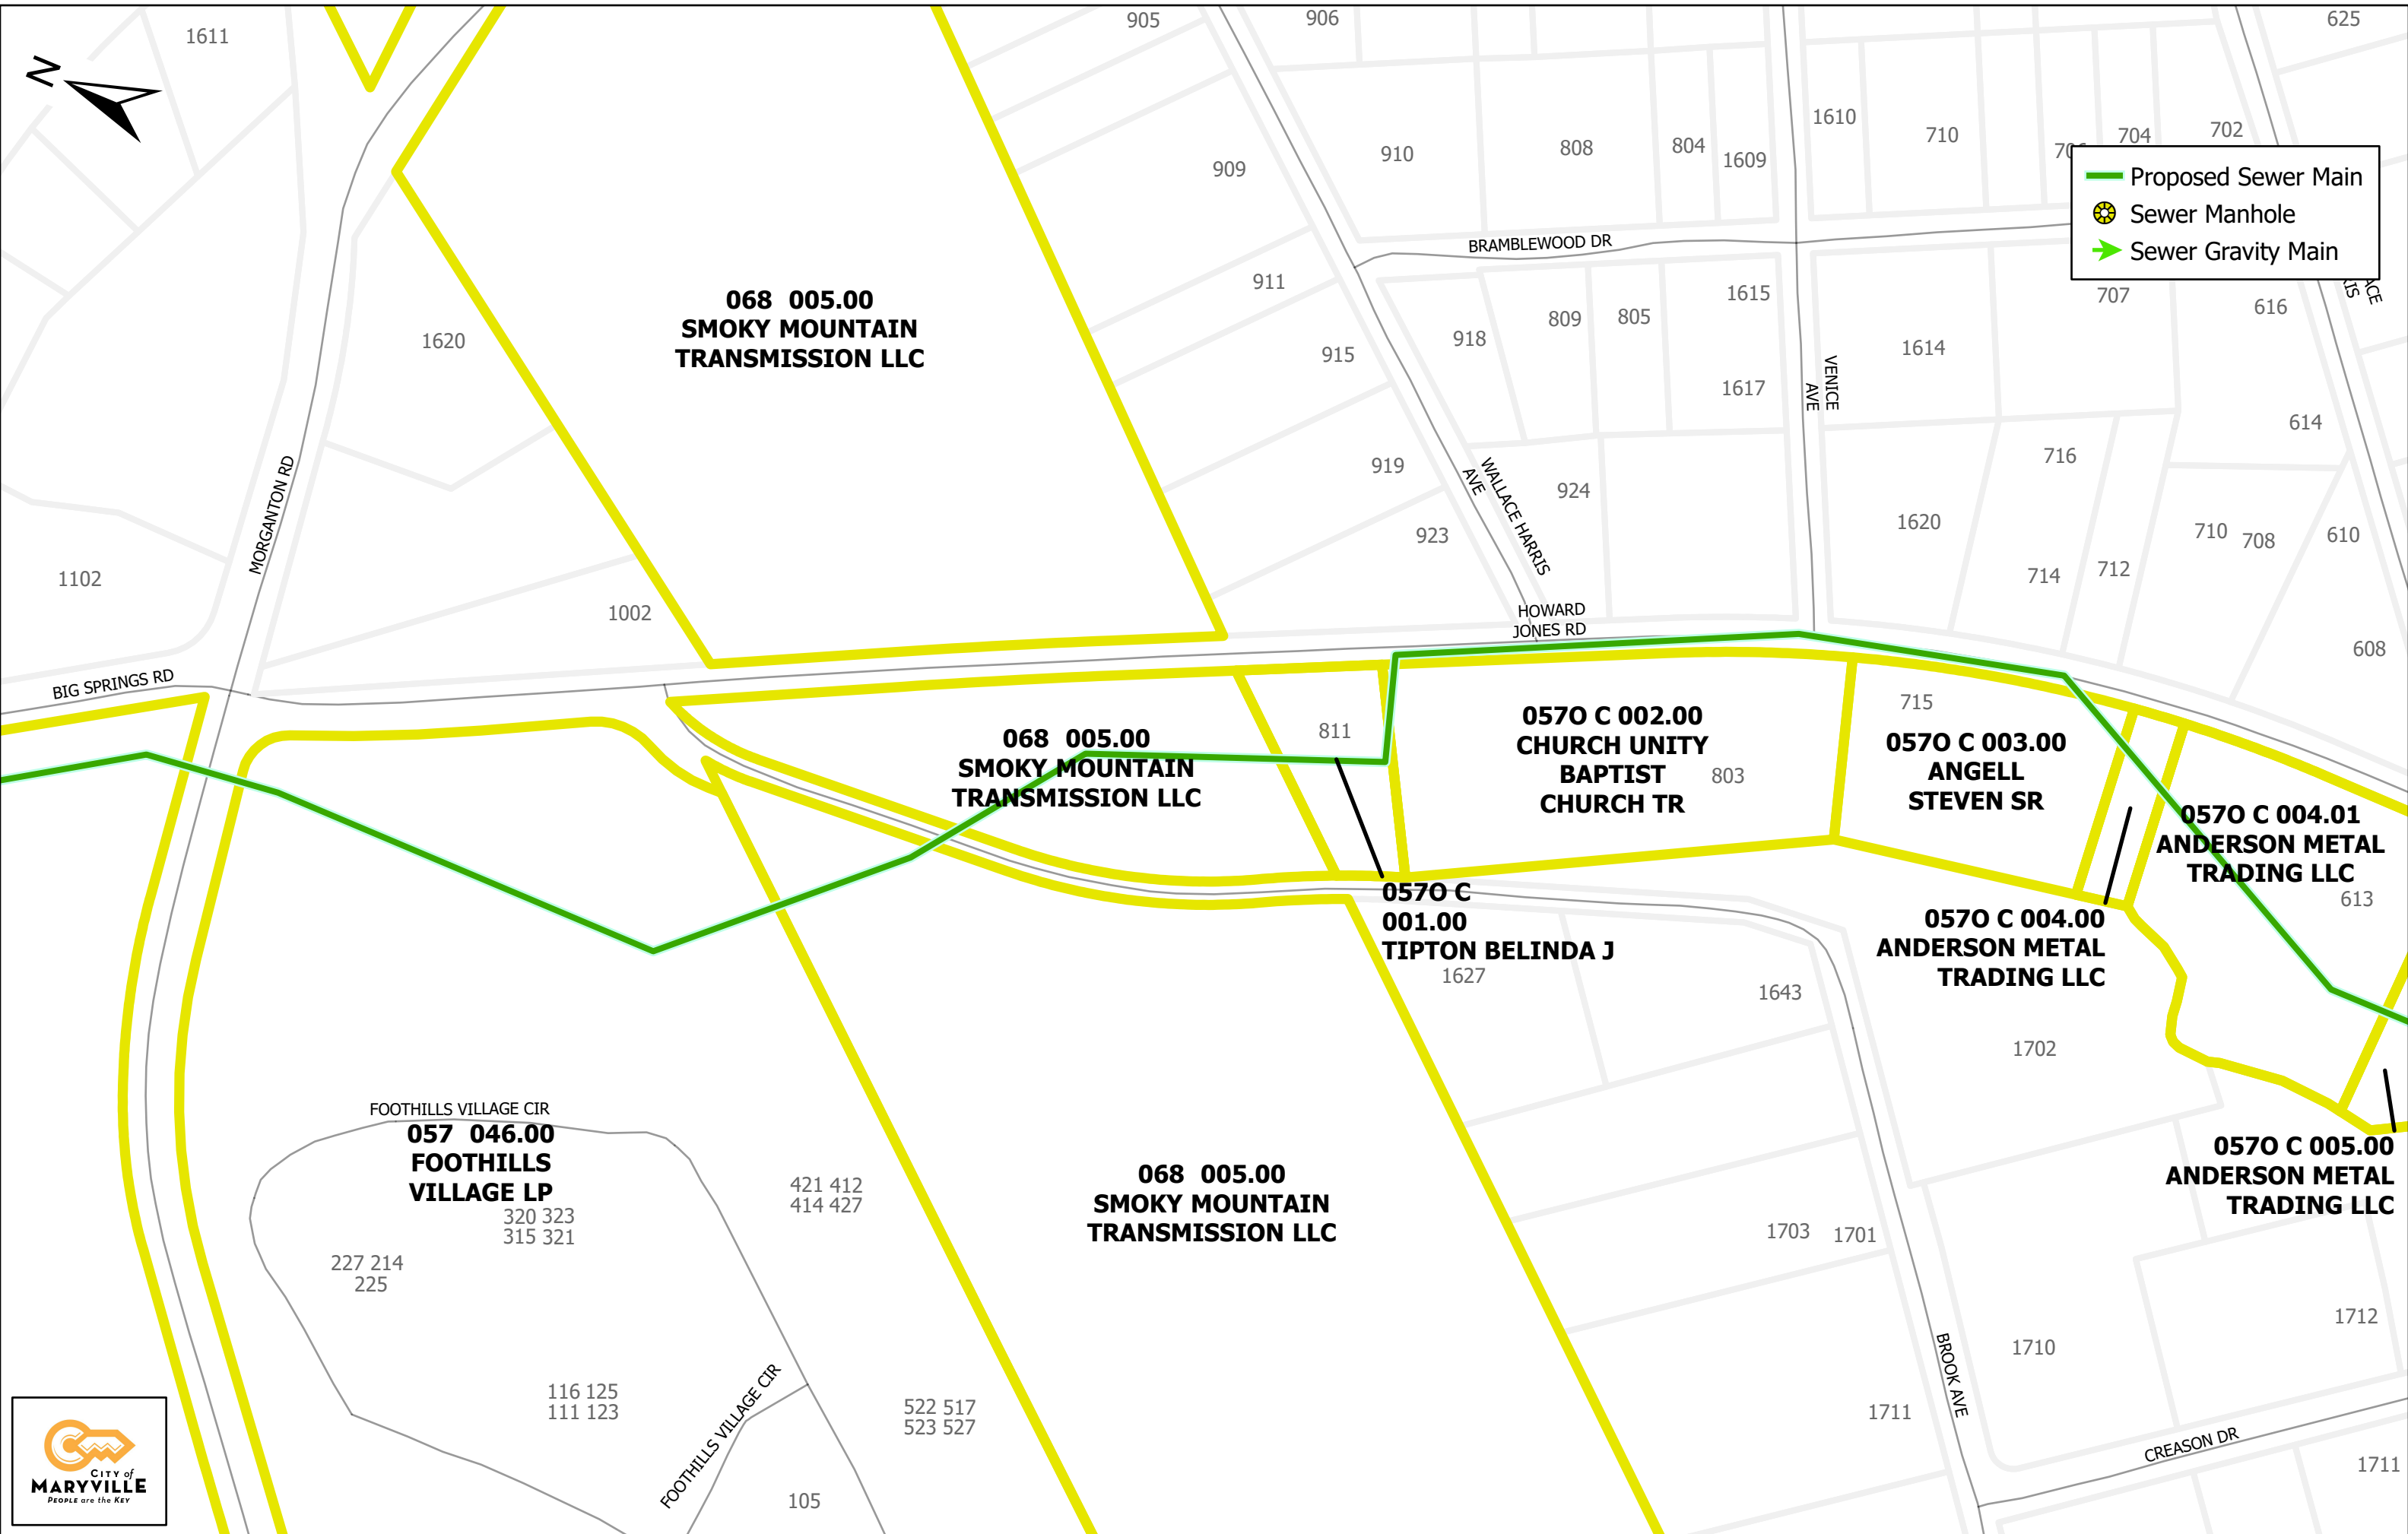 1611
905
906
625
N
1610
710
704
702
910
808
804
1609
909
Proposed Sewer Main
Sewer Manhole
Sewer Gravity Main
BRAMBLEWOOD DR
911
1615
707
616
068 005.00
SMOKY MOUNTAIN
TRANSMISSION LLC
809
805
918
1620
915
1614
VENICE
AVE
1617
614
919
716
WALLACE HARRIS
AVE
924
MORGANTON RD
923
1620
710
708
610
714
712
1102
1002
HOWARD
JONES RD
608
BIG SPRINGS RD
715
811
068 005.00
SMOKY MOUNTAIN
TRANSMISSION LLC
057O C 002.00
CHURCH UNITY
BAPTIST
CHURCH TR
803
057O C 003.00
ANGELL
STEVEN SR
057O C 004.01
ANDERSON METAL
TRADING LLC
613
057O C
001.00
TIPTON BELINDA J
057O C 004.00
ANDERSON METAL
TRADING LLC
1627
1643
1702
FOOTHILLS VILLAGE CIR
057 046.00
FOOTHILLS
VILLAGE LP
320 323
315 321
421 412
414 427
068 005.00
SMOKY MOUNTAIN
TRANSMISSION LLC
057O C 005.00
ANDERSON METAL
TRADING LLC
227 214
225
1703
1701
1712
1710
BROOK AVE
116 125
111 123
FOOTHILLS VILLAGE CIR
522 517
523 527
1711
CREASON DR
1711
105
CITY of
MARYVILLE
PEOPLE are the KEY